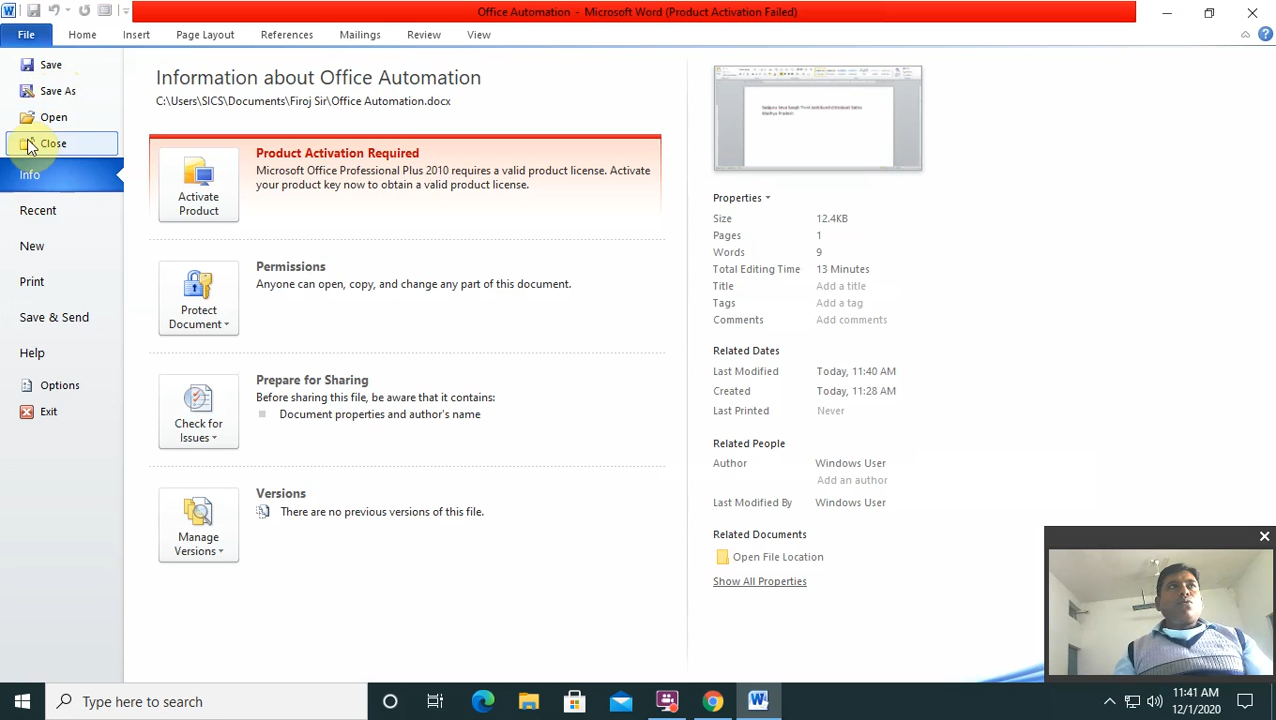 Office Automation - Microsoft Word (Product Activation Failed)
File Home Insert Page Layout References Mailings Review View
Save
Save As
Open
Close
Info
Recent
New
Print
Save & Send
Help
Options
Exit
Information about Office Automation
C:\Users\SICS\Documents\Firoj Sir\Office Automation.docx
Activate Product
Product Activation Required
Microsoft Office Professional Plus 2010 requires a valid product license. Activate
your product key now to obtain a valid product license.
Protect Document
Permissions
Anyone can open, copy, and change any part of this document.
Check for Issues
Prepare for Sharing
Before sharing this file, be aware that it contains:
Document properties and author's name
Manage Versions
Versions
There are no previous versions of this file.
Properties
Size 12.4KB
Pages 1
Words 9
Total Editing Time 13 Minutes
Title Add a title
Tags Add a tag
Comments Add comments
Related Dates
Last Modified Today, 11:40 AM
Created Today, 11:28 AM
Last Printed Never
Related People
Author Windows User
Add an author
Last Modified By Windows User
Related Documents
Open File Location
Show All Properties
Type here to search
11:41 AM
12/1/2020